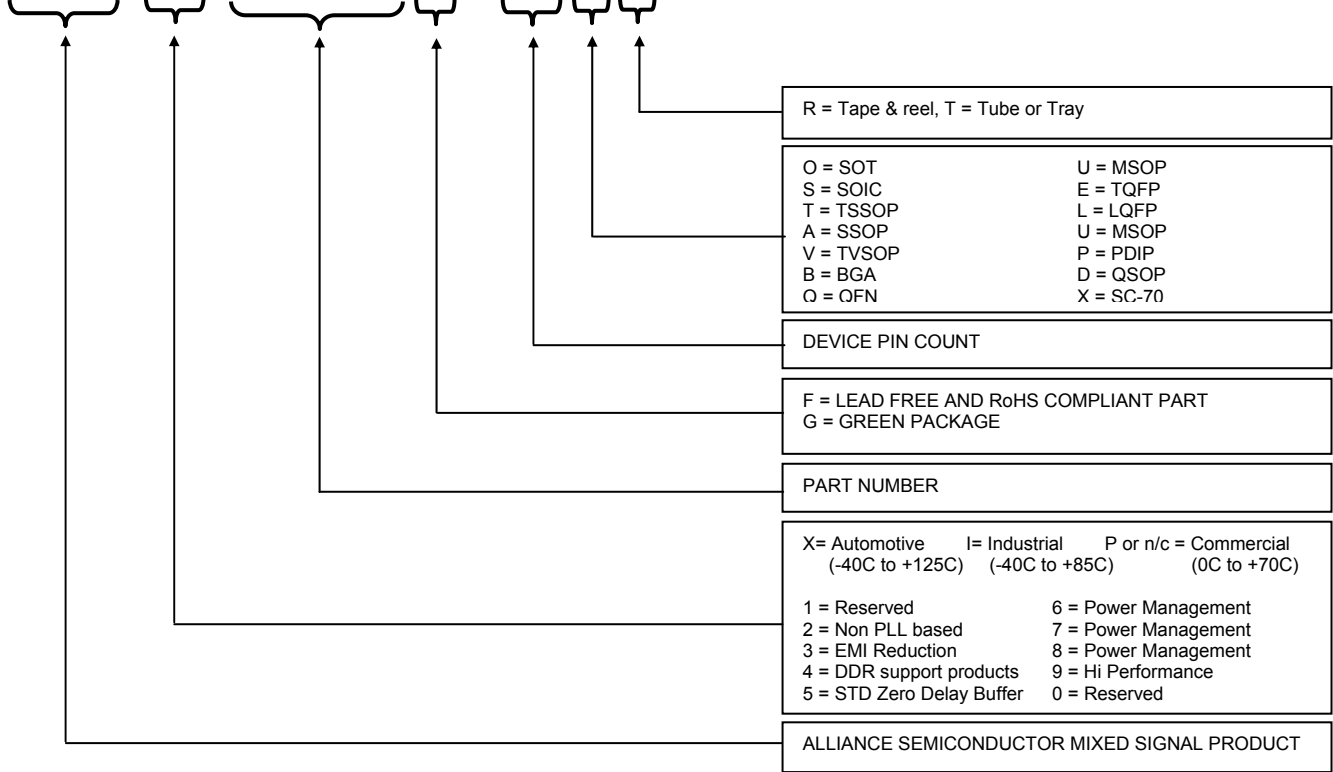 R = Tape & reel, T = Tube or Tray
O = SOT U = MSOP
S = SOIC E = TQFP
T = TSSOP L = LQFP
A = SSOP U = MSOP
V = TVSOP P = PDIP
B = BGA D = QSOP
Q = QFN X = SC-70
DEVICE PIN COUNT
F = LEAD FREE AND RoHS COMPLIANT PART
G = GREEN PACKAGE
PART NUMBER
X= Automotive I= Industrial P or n/c = Commercial
(-40C to +125C) (-40C to +85C) (0C to +70C)
1 = Reserved 6 = Power Management
2 = Non PLL based 7 = Power Management
3 = EMI Reduction 8 = Power Management
4 = DDR support products 9 = Hi Performance
5 = STD Zero Delay Buffer 0 = Reserved
ALLIANCE SEMICONDUCTOR MIXED SIGNAL PRODUCT